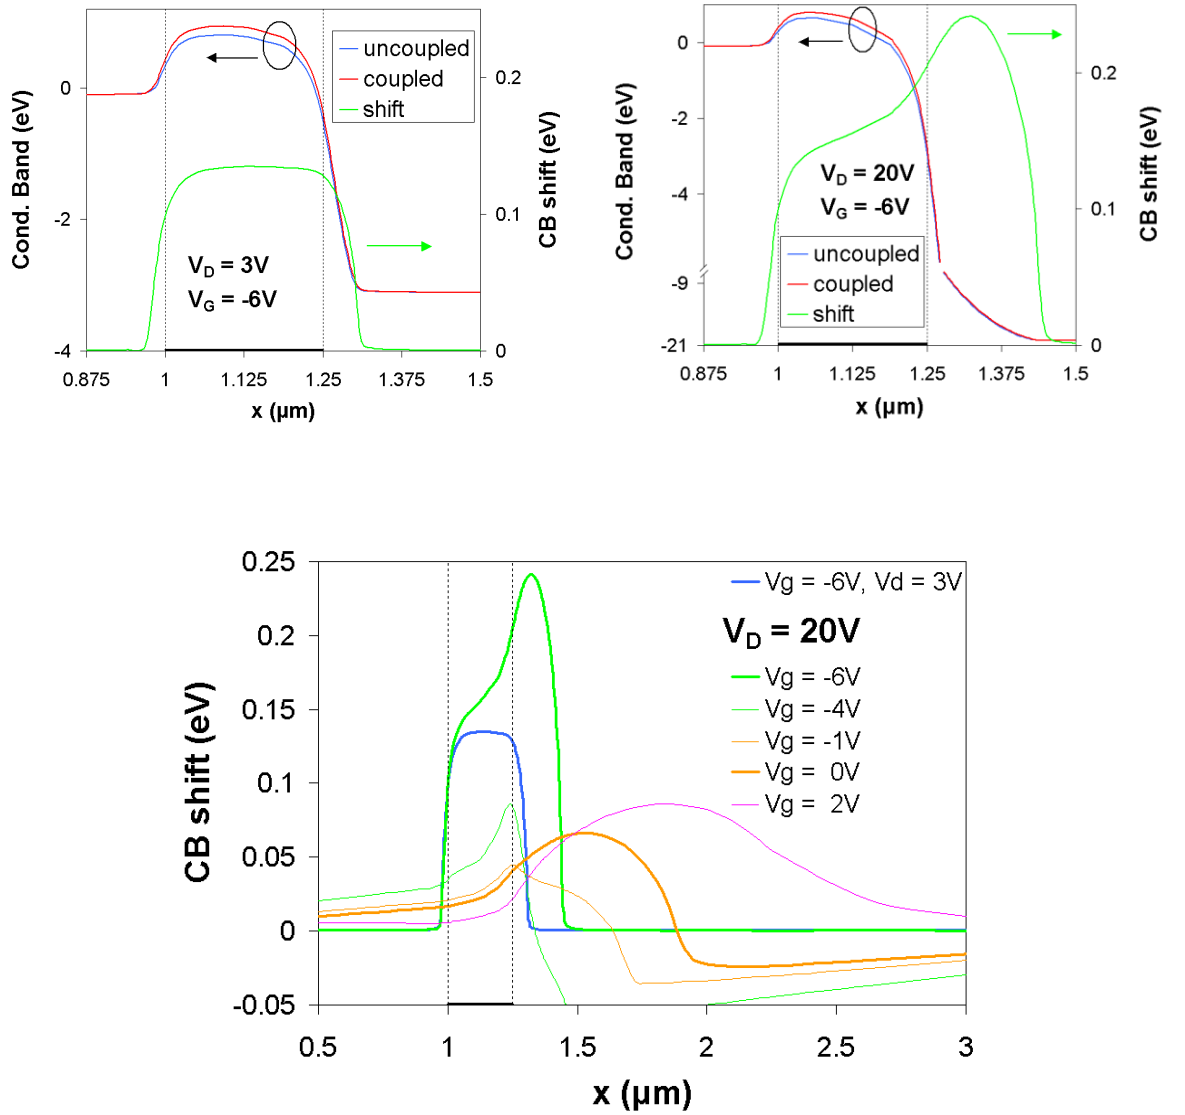 Cond. Band (eV)
0
-2
-4
uncoupled
coupled
shift
V_D = 3V
V_G = -6V
0.2
0.1
0
CB shift (eV)
0.875 1 1.125 1.25 1.375 1.5
x (μm)
Cond. Band (eV)
0
-2
-4
-9
-21
V_D = 20V
V_G = -6V
uncoupled
coupled
shift
0.2
0.1
0
CB shift (eV)
0.875 1 1.125 1.25 1.375 1.5
x (μm)
CB shift (eV)
0.25
0.2
0.15
0.1
0.05
0
-0.05
Vg = -6V, Vd = 3V
V_D = 20V
Vg = -6V
Vg = -4V
Vg = -1V
Vg = 0V
Vg = 2V
0.5 1 1.5 2 2.5 3
x (μm)